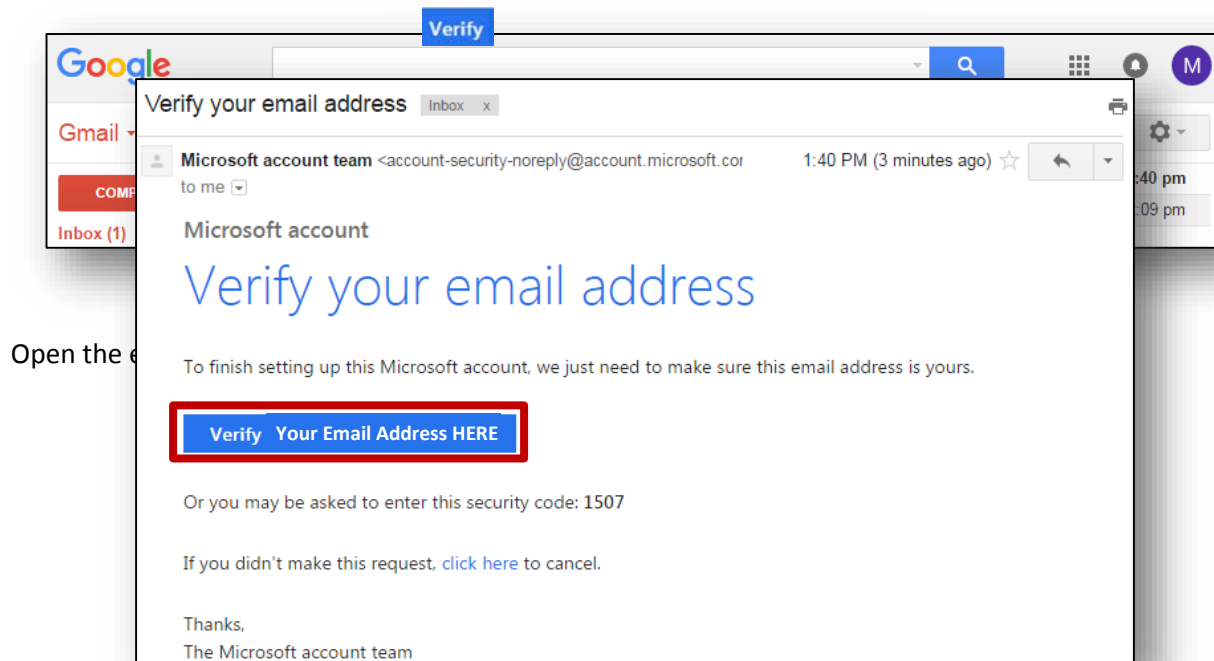 Verify
Google
M
Verify your email address Inbox x
Gmail
Microsoft account team <account-security-noreply@account.microsoft.cor 1:40 PM (3 minutes ago)
:40 pm
to me
COMP
:09 pm
Inbox (1)
Microsoft account
Verify your email address
Open the e
To finish setting up this Microsoft account, we just need to make sure this email address is yours.
Verify Your Email Address HERE
Or you may be asked to enter this security code: 1507
If you didn't make this request, click here to cancel.
Thanks,
The Microsoft account team